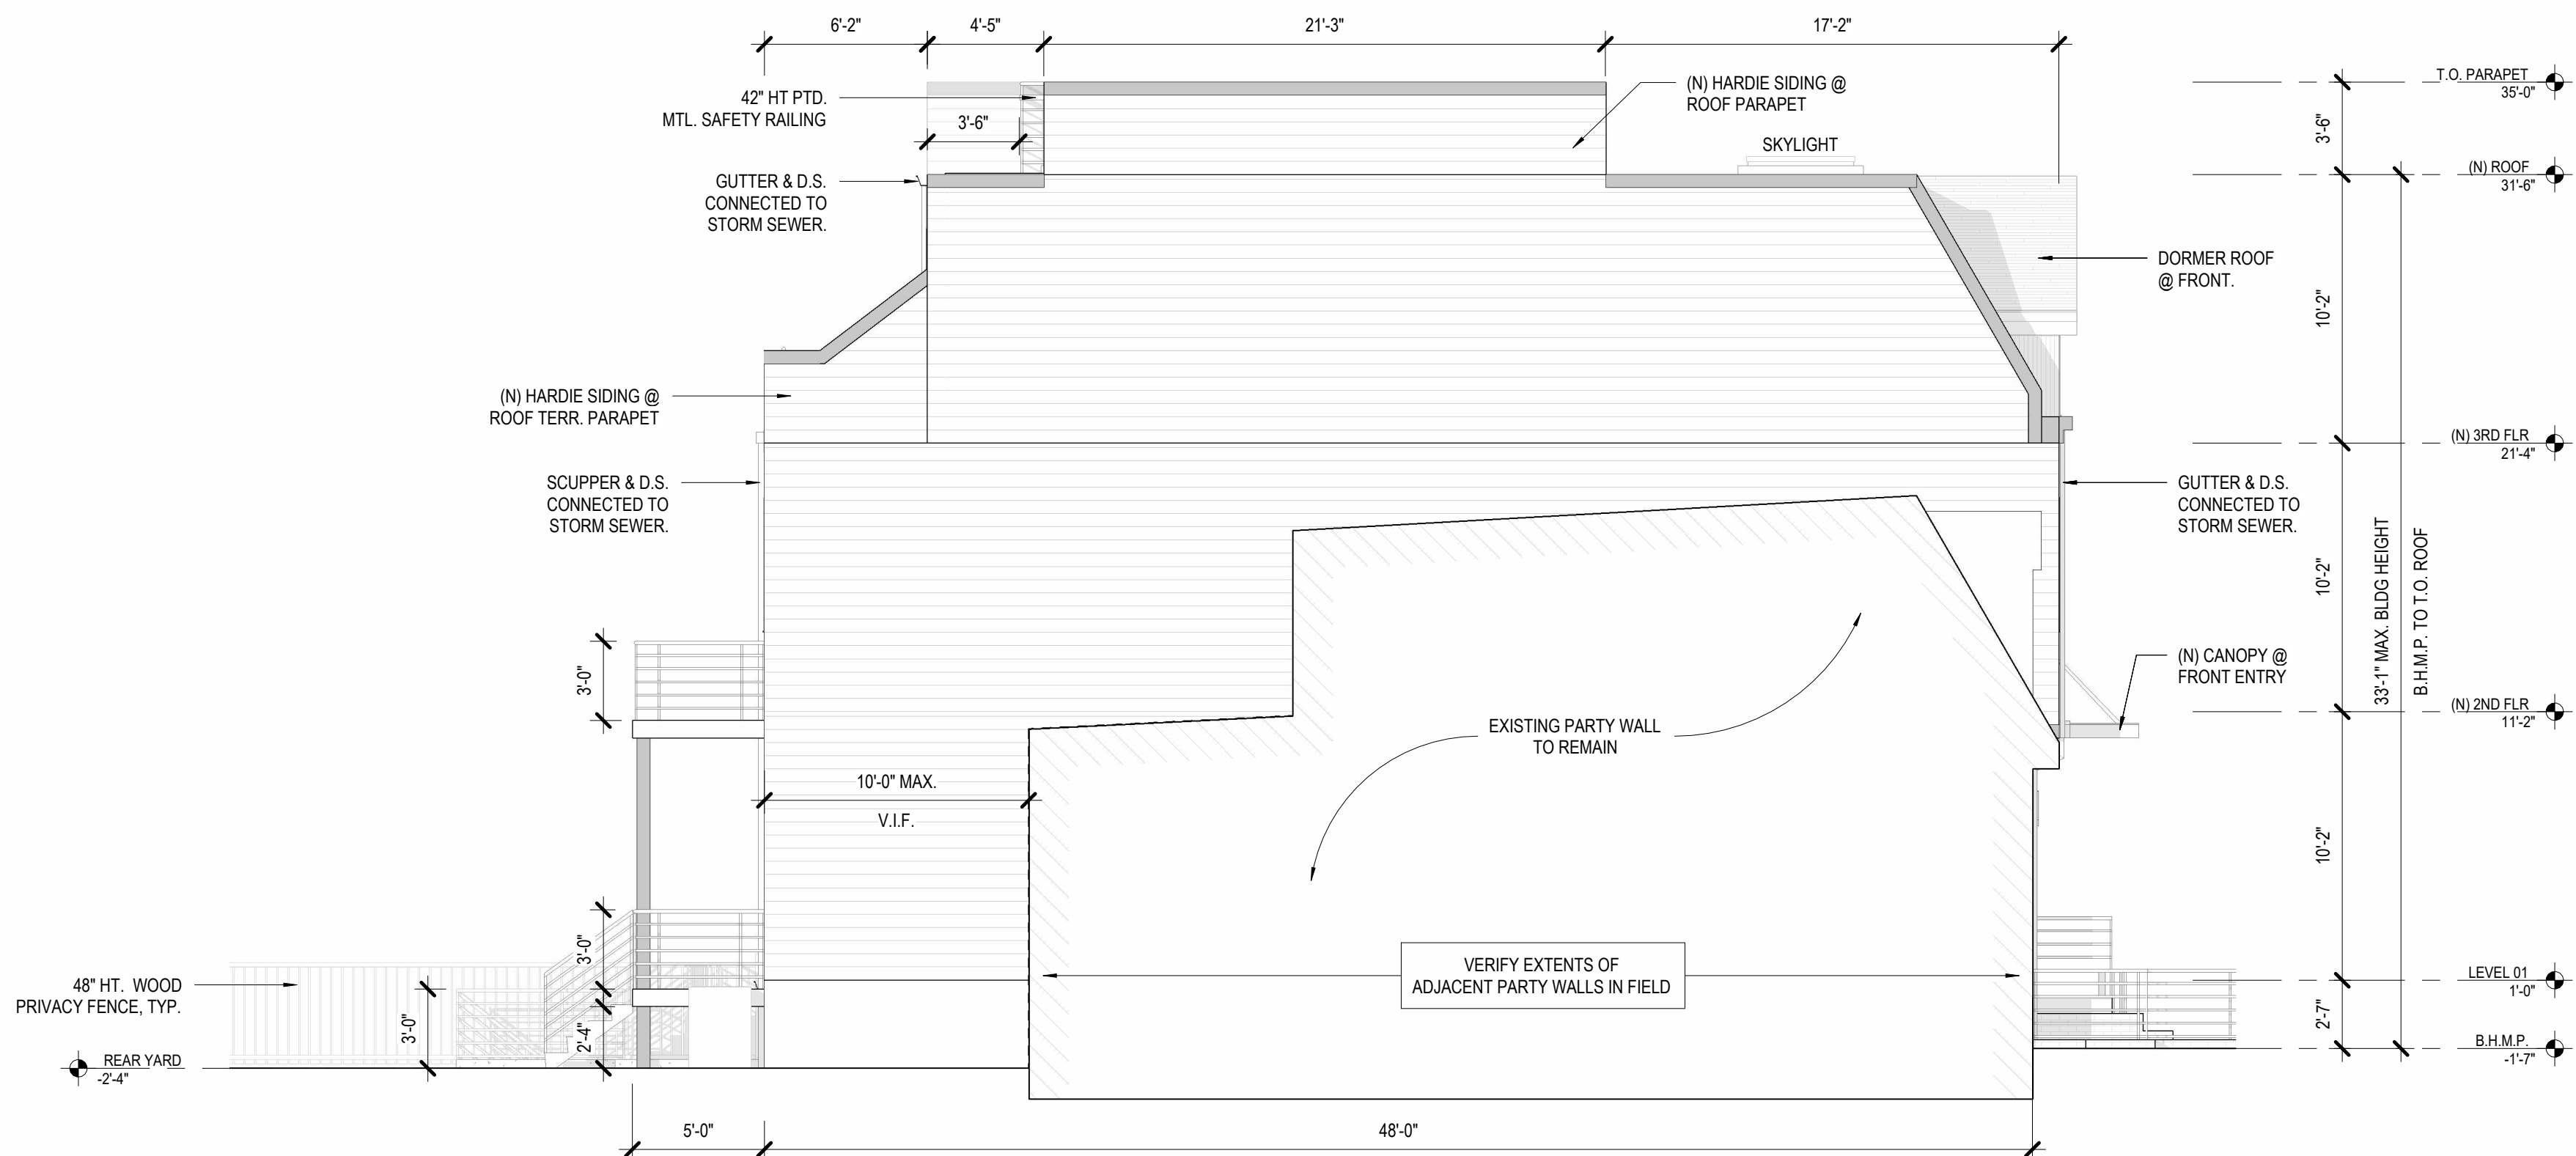 6'-2"
4'-5"
21'-3"
17'-2"
42" HT PTD.
MTL. SAFETY RAILING
3'-6"
(N) HARDIE SIDING @
ROOF PARAPET
SKYLIGHT
T.O. PARAPET
35'-0"
3'-6"
(N) ROOF
31'-6"
GUTTER & D.S.
CONNECTED TO
STORM SEWER.
DORMER ROOF
@ FRONT.
10'-2"
(N) HARDIE SIDING @
ROOF TERR. PARAPET
(N) 3RD FLR
21'-4"
SCUPPER & D.S.
CONNECTED TO
STORM SEWER.
GUTTER & D.S.
CONNECTED TO
STORM SEWER.
10'-2"
33'-1" MAX. BLDG HEIGHT
B.H.M.P. TO T.O. ROOF
3'-0"
(N) CANOPY @
FRONT ENTRY
(N) 2ND FLR
11'-2"
EXISTING PARTY WALL
TO REMAIN
10'-0" MAX.
V.I.F.
10'-2"
3'-0"
VERIFY EXTENTS OF
ADJACENT PARTY WALLS IN FIELD
LEVEL 01
1'-0"
48" HT.  WOOD
PRIVACY FENCE, TYP.
3'-0"
2'-4"
2'-7"
B.H.M.P.
-1'-7"
REAR YARD
-2'-4"
5'-0"
48'-0"